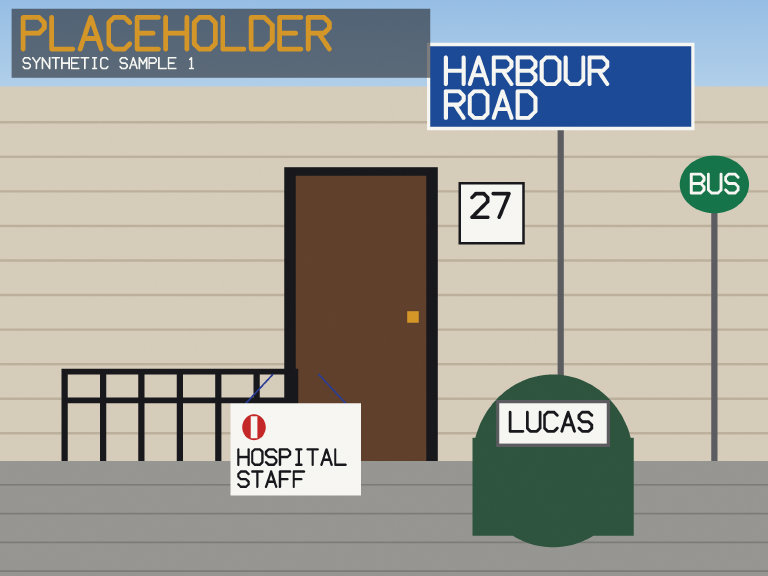 PLACEHOLDER
SYNTHETIC SAMPLE 1
HARBOUR
ROAD
BUS
27
LUCAS
HOSPITAL
STAFF